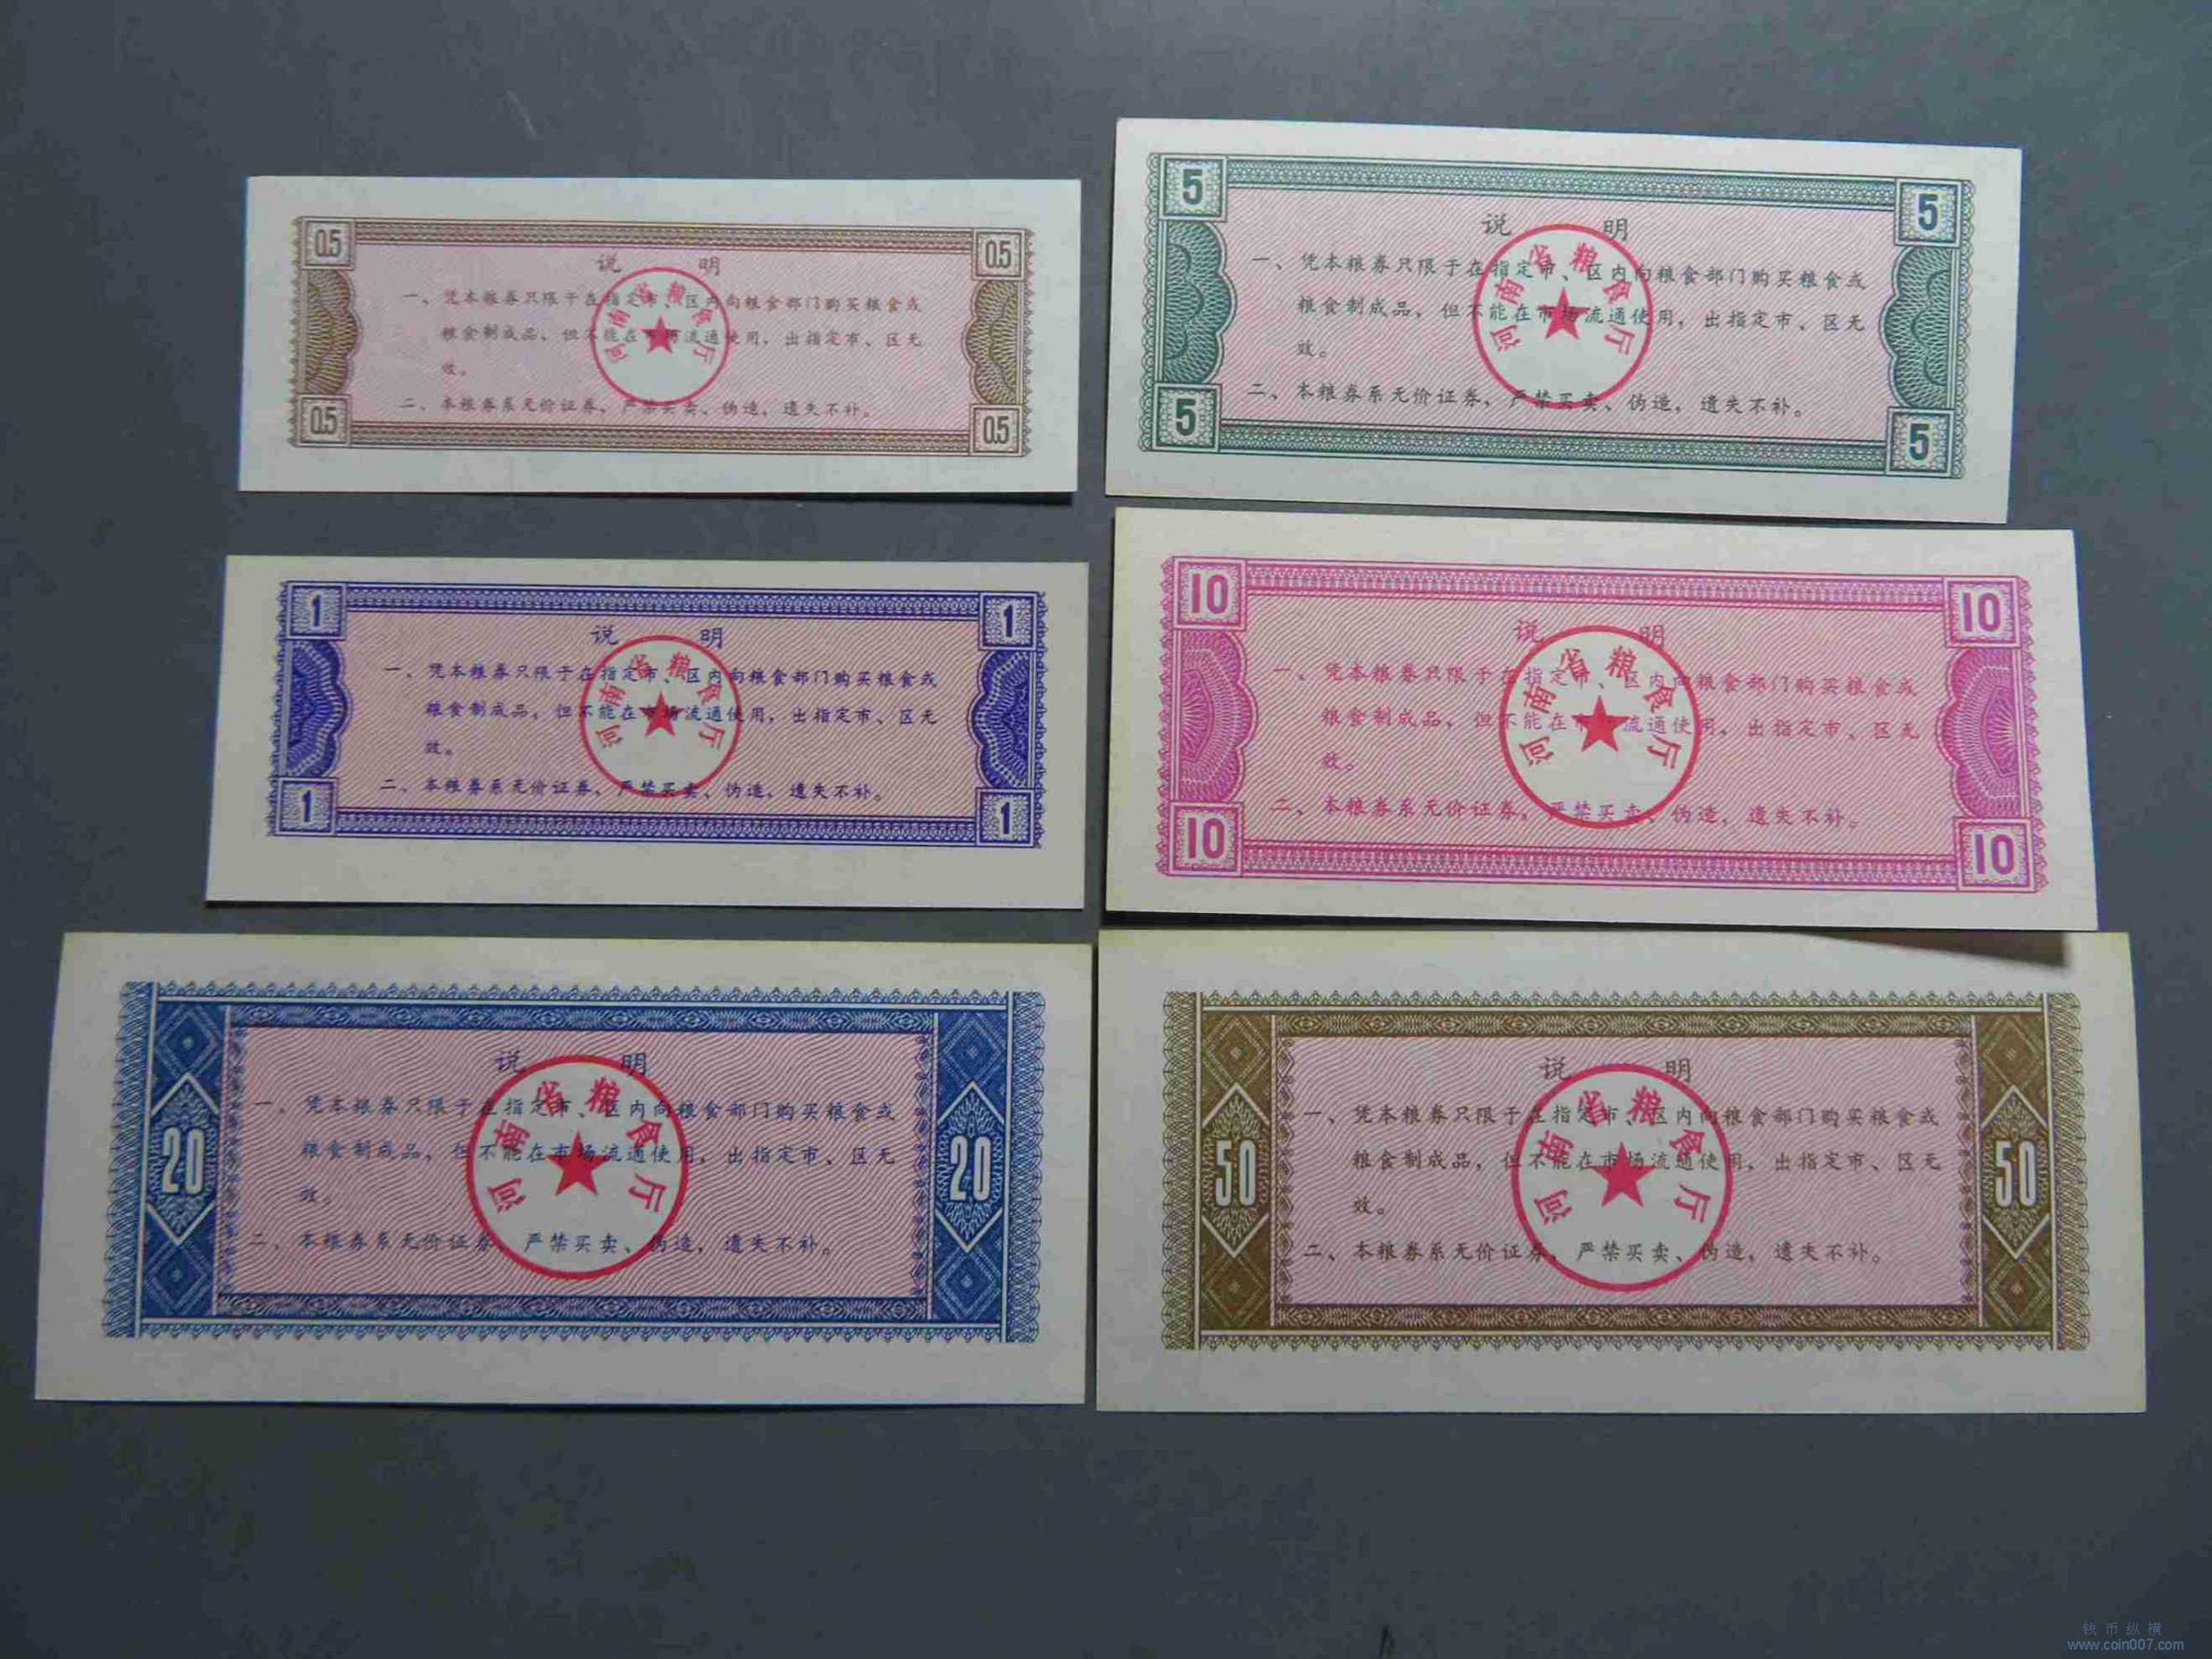 0.5 0.5
说 明
一、凭本粮券只限于在指定市、区内向粮食部门购买粮食或
粮食制成品，但不能在市场流通使用，出指定市、区无
效。
二、本粮券系无价证券，严禁买卖、伪造，遗失不补。
河南省粮食厅
0.5 0.5
5 5
说 明
一、凭本粮券只限于在指定市、区内向粮食部门购买粮食或
粮食制成品，但不能在市场流通使用，出指定市、区无
效。
二、本粮券系无价证券，严禁买卖、伪造，遗失不补。
河南省粮食厅
5 5
1 1
说 明
一、凭本粮券只限于在指定市、区内向粮食部门购买粮食或
粮食制成品，但不能在市场流通使用，出指定市、区无
效。
二、本粮券系无价证券，严禁买卖、伪造，遗失不补。
河南省粮食厅
1 1
10 10
说 明
一、凭本粮券只限于在指定市、区内向粮食部门购买粮食或
粮食制成品，但不能在市场流通使用，出指定市、区无
效。
二、本粮券系无价证券，严禁买卖、伪造，遗失不补。
河南省粮食厅
10 10
说 明
一、凭本粮券只限于在指定市、区内向粮食部门购买粮食或
粮食制成品，但不能在市场流通使用，出指定市、区无
效。
二、本粮券系无价证券，严禁买卖、伪造，遗失不补。
河南省粮食厅
20 20
说 明
一、凭本粮券只限于在指定市、区内向粮食部门购买粮食或
粮食制成品，但不能在市场流通使用，出指定市、区无
效。
二、本粮券系无价证券，严禁买卖、伪造，遗失不补。
河南省粮食厅
50 50
钱币纵横
www.coin007.com